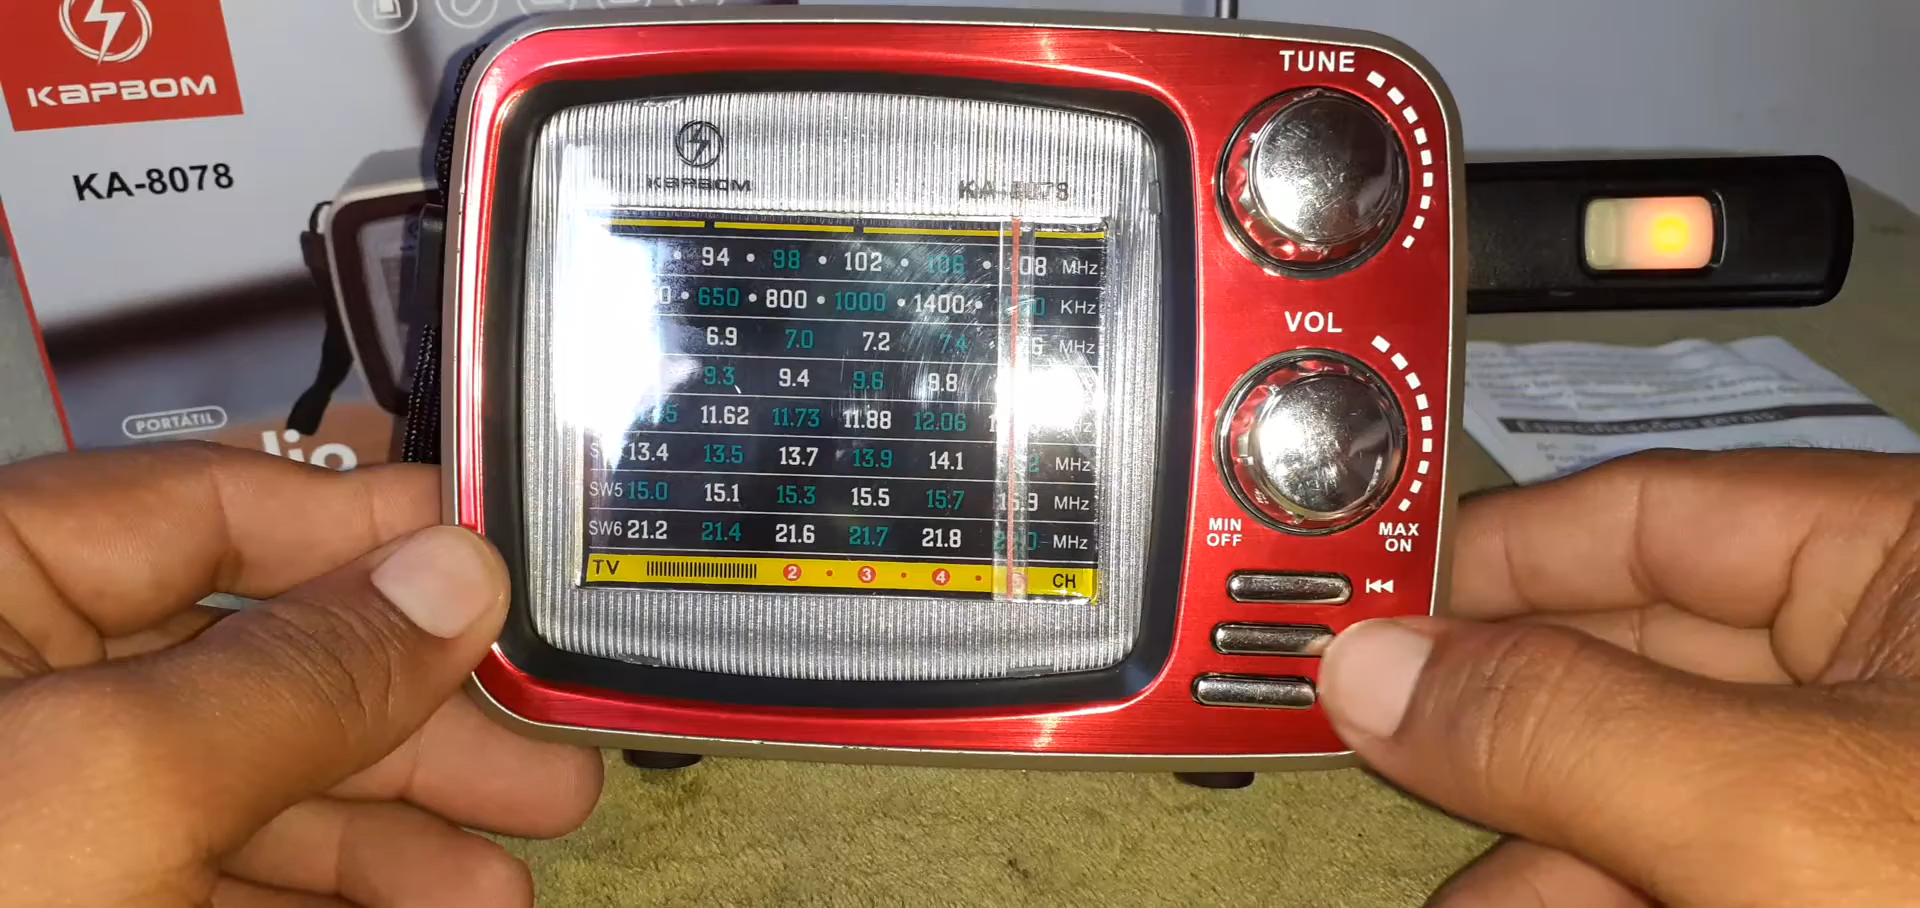 KAPBOM
KA-8078
PORTÁTIL
KAPBOM
KA-8078
94 • 98 • 102 • 106 • 108 MHz
650 • 800 • 1000 • 1400 • KHz
6.9 7.0 7.2 7.4 MHz
9.3 9.4 9.6 9.8
11.62 11.73 11.88 12.06
13.4 13.5 13.7 13.9 14.1 MHz
SW5 15.0 15.1 15.3 15.5 15.7 15.9 MHz
SW6 21.2 21.4 21.6 21.7 21.8 MHz
TV 2 • 3 • 4 • 5 CH
TUNE
VOL
MIN OFF
MAX ON
Especificações gerais: